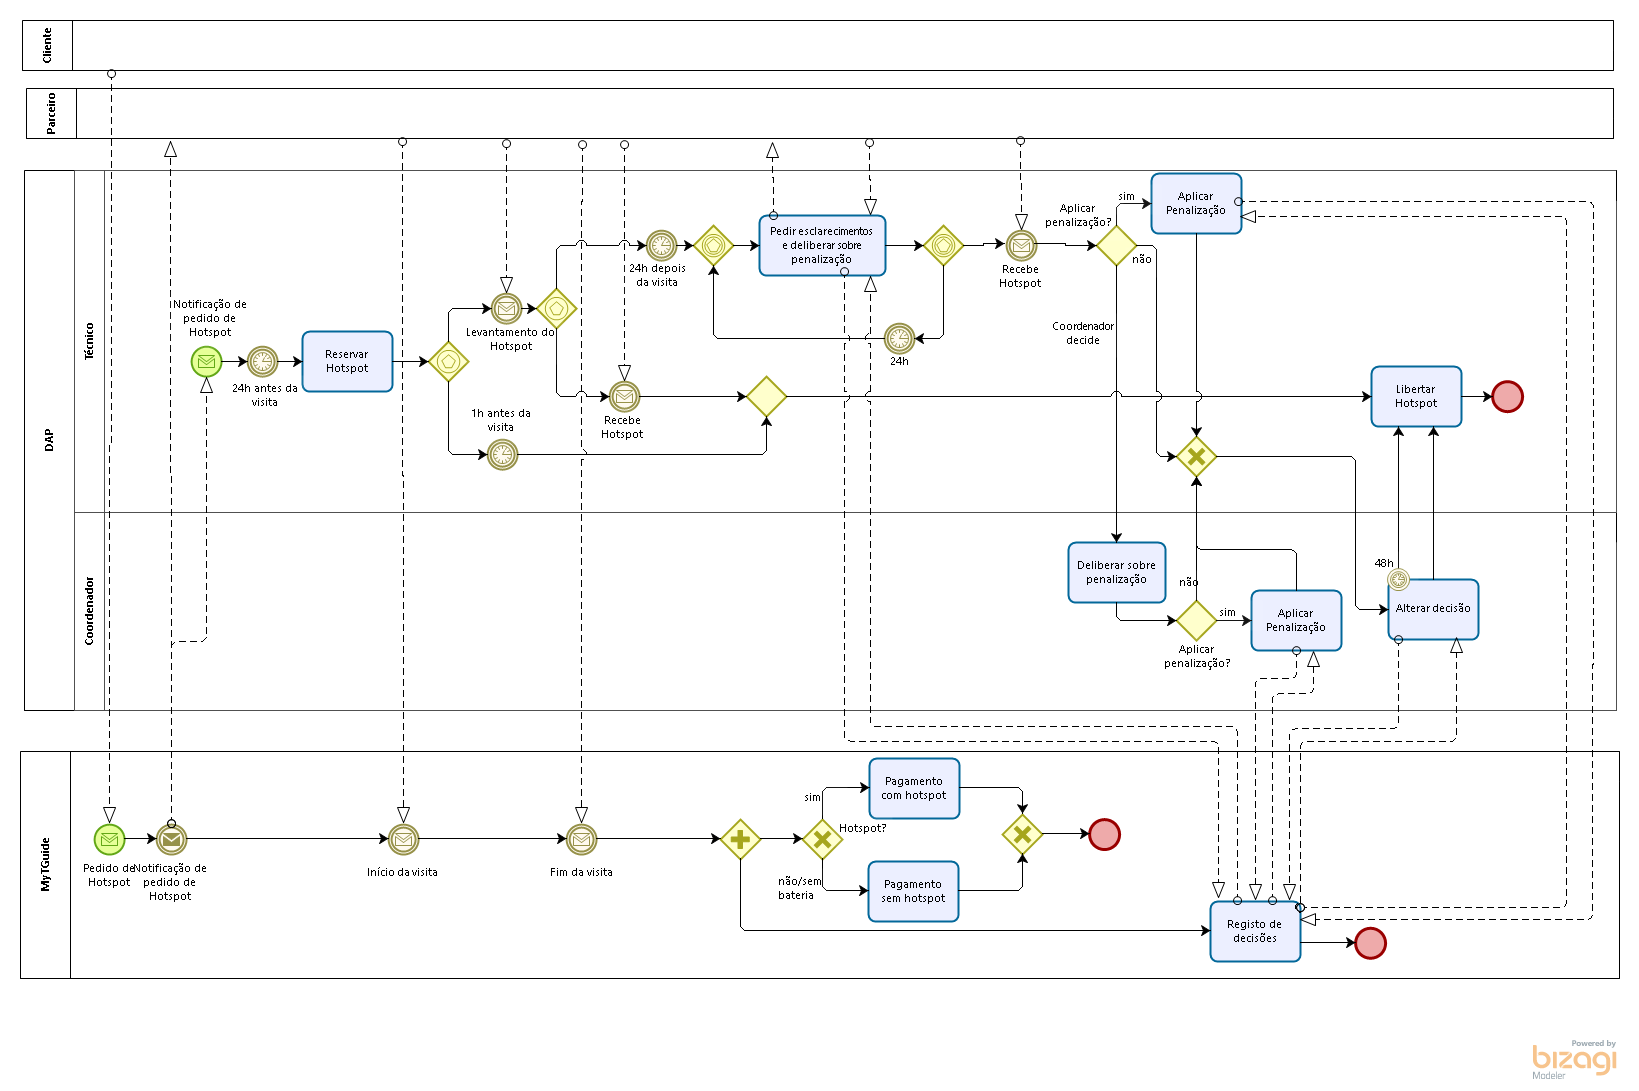 Cliente
Parceiro
DAP
Técnico
Notificação de
pedido de
Hotspot
24h antes da
visita
Reservar
Hotspot
Levantamento do
Hotspot
1h antes da
visita
24h depois
da visita
Recebe
Hotspot
Pedir esclarecimentos
e deliberar sobre
penalização
24h
Recebe
Hotspot
Aplicar
penalização?
sim
não
Aplicar
Penalização
Coordenador
decide
Libertar
Hotspot
Coordenador
Deliberar sobre
penalização
não
sim
Aplicar
penalização?
Aplicar
Penalização
48h
Alterar decisão
MyTGuide
Pedido de
Hotspot
Notificação de
pedido de
Hotspot
Início da visita
Fim da visita
sim
Hotspot?
não/sem
bateria
Pagamento
com hotspot
Pagamento
sem hotspot
Registo de
decisões
Powered by
bizagi
Modeler